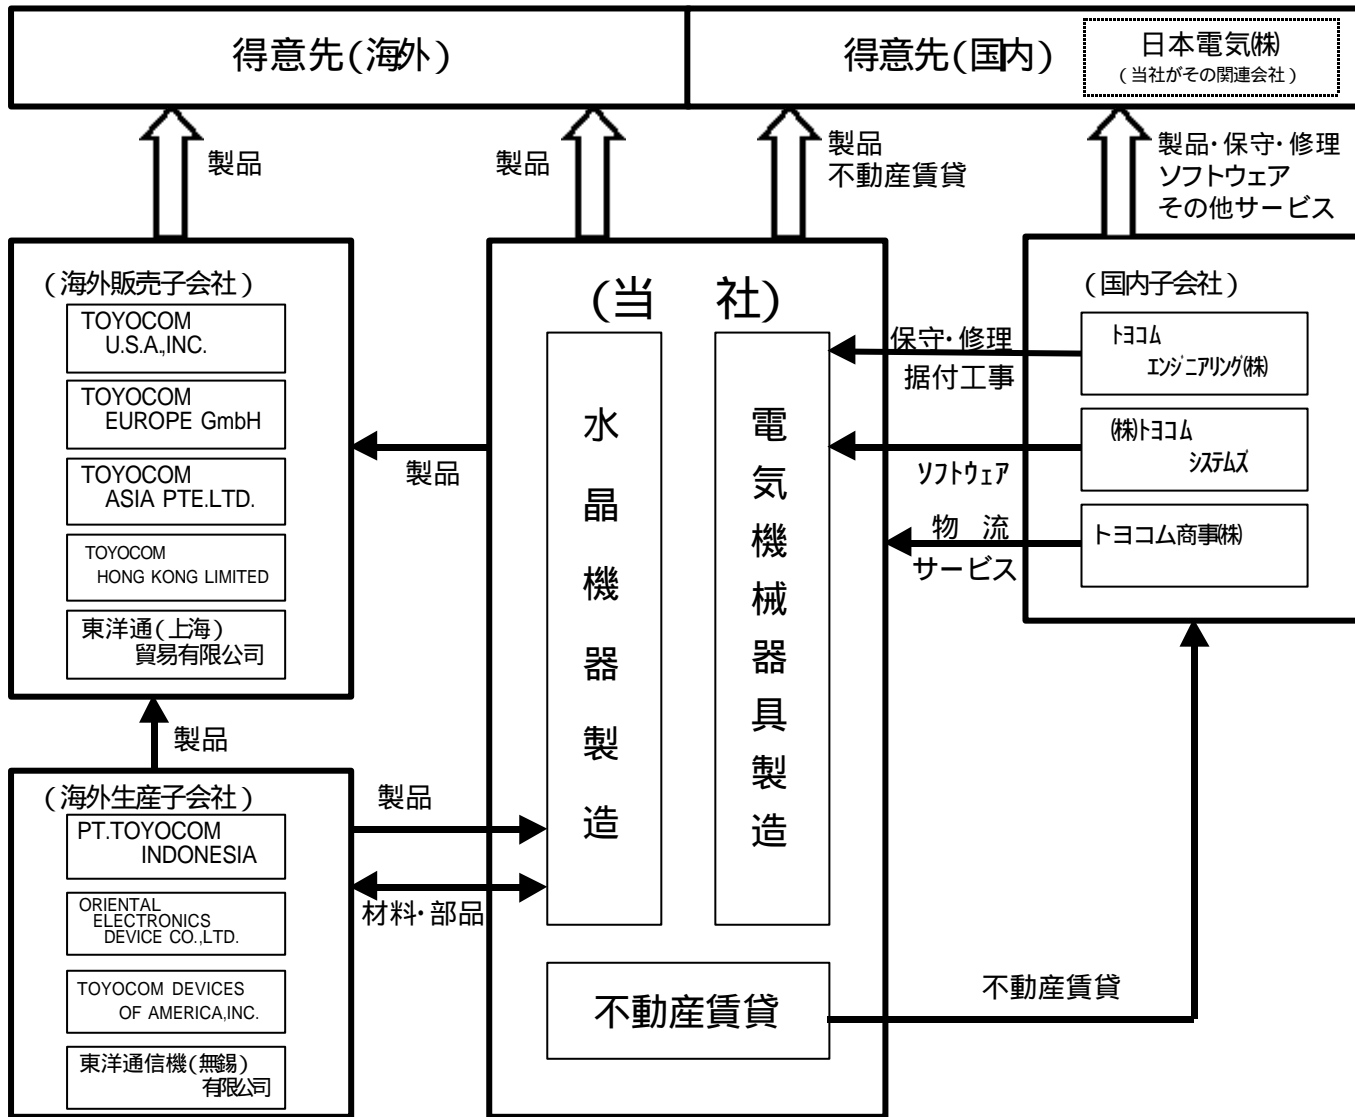 得意先(海外)
得意先(国内)
日本電気㈱
(当社がその関連会社)
製品
製品
製品
不動産賃貸
製品・保守・修理
ソフトウェア
その他サービス
(海外販売子会社)
TOYOCOM
U.S.A.,INC.
TOYOCOM
EUROPE GmbH
TOYOCOM
ASIA PTE.LTD.
TOYOCOM
HONG KONG LIMITED
東洋通(上海)
貿易有限公司
製品
(当 社)
水晶機器製造
電気機械器具製造
不動産賃貸
(国内子会社)
トヨコム
エンジニアリング(株)
(株)トヨコム
システムズ
トヨコム商事㈱
保守・修理
据付工事
ソフトウェア
物 流
サービス
製品
(海外生産子会社)
PT.TOYOCOM
INDONESIA
ORIENTAL
ELECTRONICS
DEVICE CO.,LTD.
TOYOCOM DEVICES
OF AMERICA,INC.
東洋通信機(無錫)
有限公司
製品
材料・部品
不動産賃貸